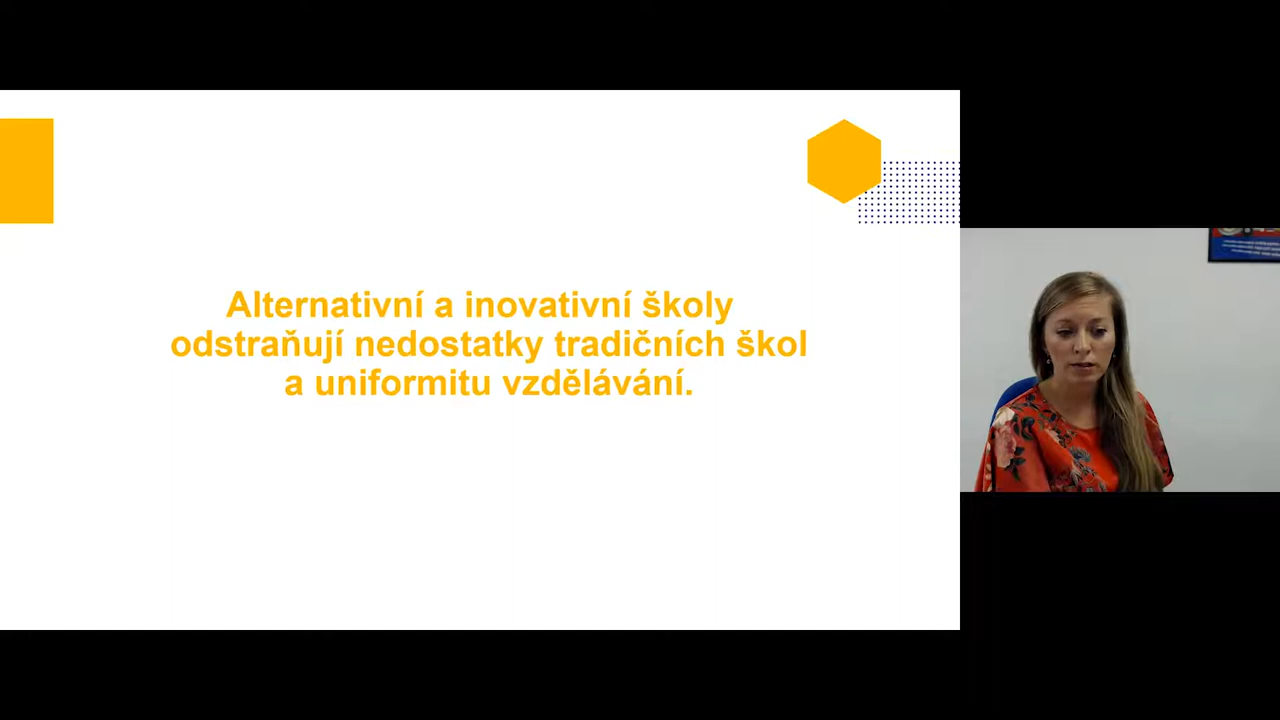 Alternativní a inovativní školy
odstraňují nedostatky tradičních škol
a uniformitu vzdělávání.